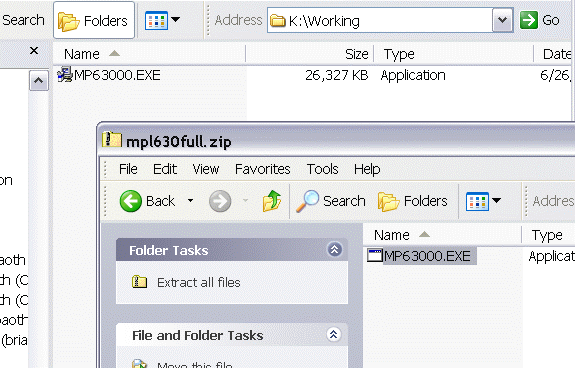 Search Folders Address K:\Working Go
Name Size Type Date
MP63000.EXE 26,327 KB Application 6/26,
mpl630full.zip
File Edit View Favorites Tools Help
on
Back Search Folders Addres
Name Type
Folder Tasks
MP63000.EXE Applica
aoth
Extract all files
th (C
th (C
aoth
File and Folder Tasks
(bria
Move this file